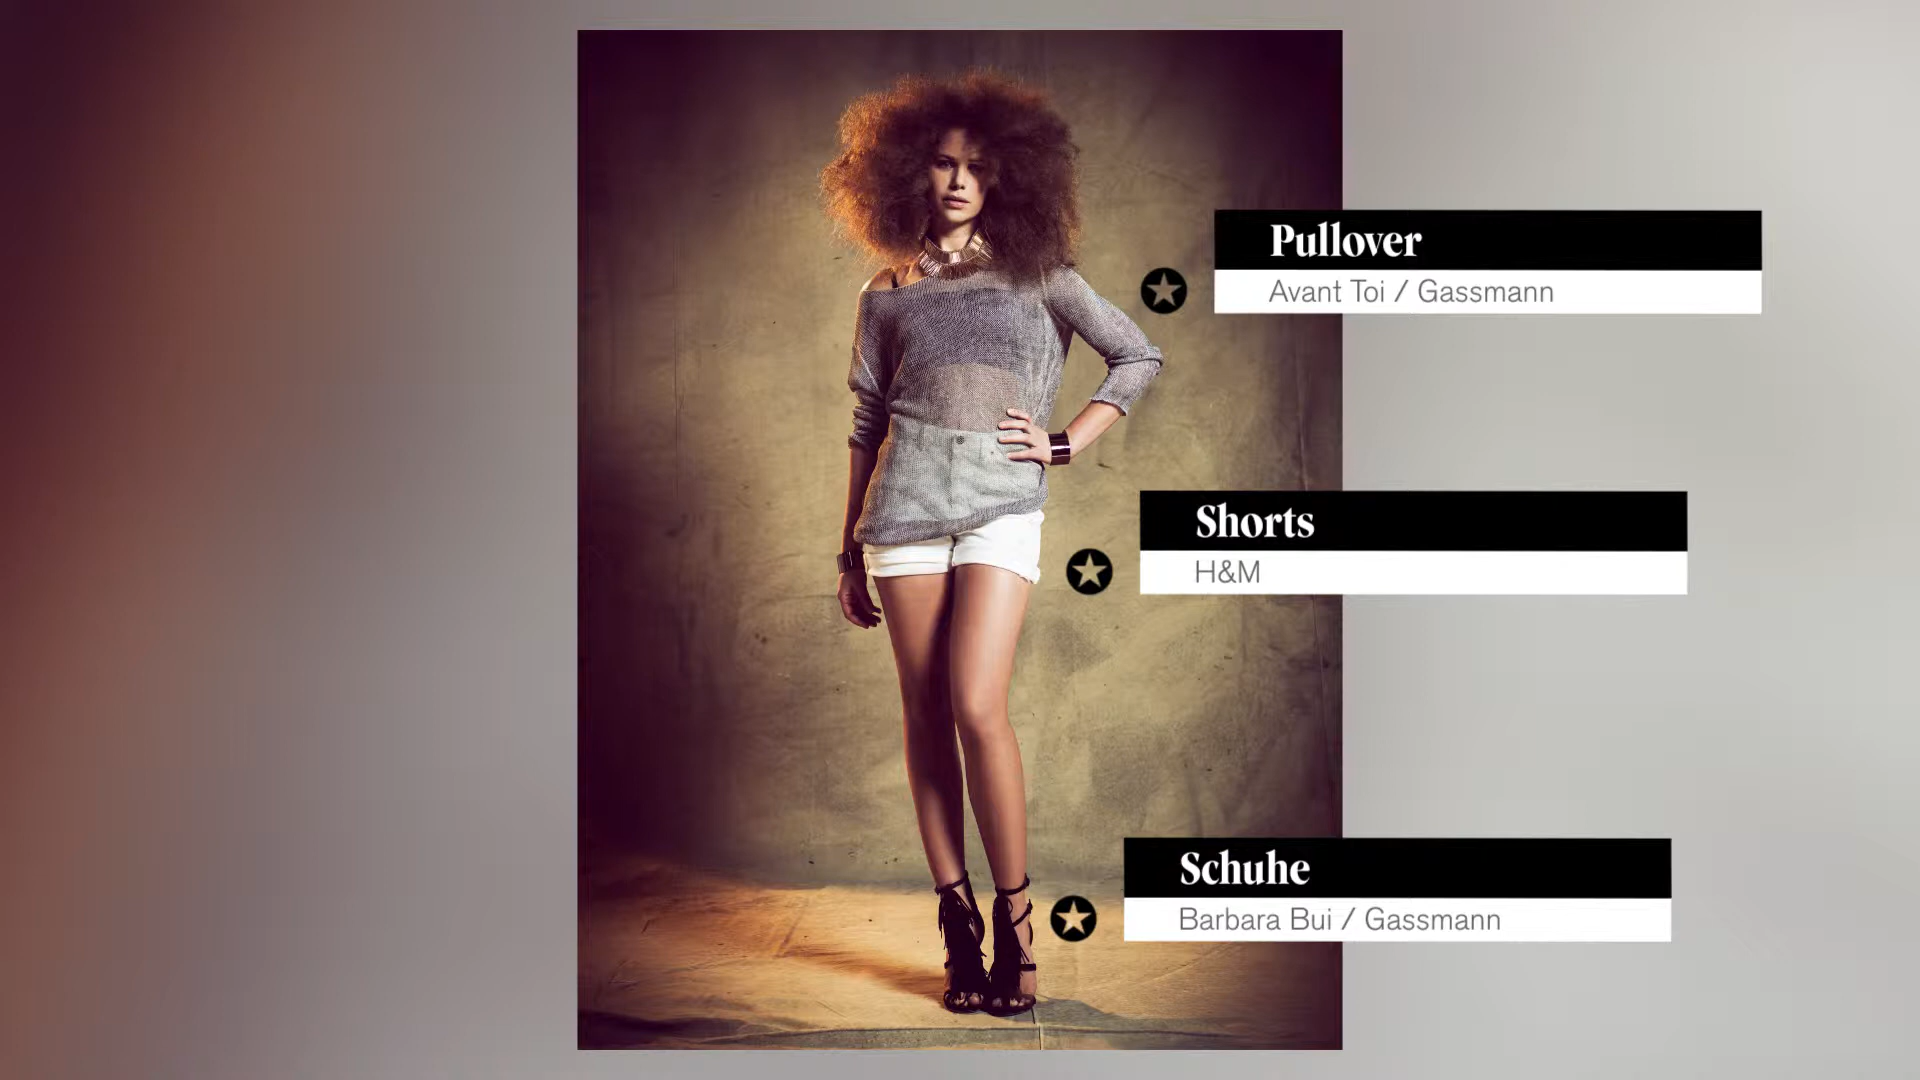 Pullover
Avant Toi / Gassmann
Shorts
H&M
Schuhe
Barbara Bui / Gassmann